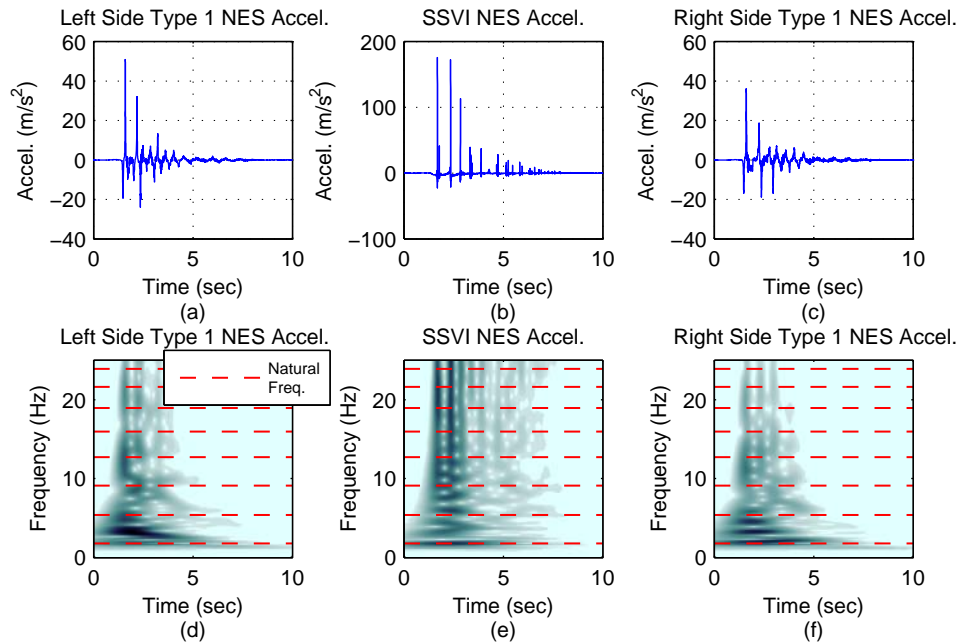 Left Side Type 1 NES Accel.
SSVI NES Accel.
Right Side Type 1 NES Accel.
60
40
20
0
−20
−40
Accel. (m/s²)
0 5 10
Time (sec)
(a)
200
100
0
−100
Accel. (m/s²)
0 5 10
Time (sec)
(b)
60
40
20
0
−20
−40
Accel. (m/s²)
0 5 10
Time (sec)
(c)
Left Side Type 1 NES Accel.
SSVI NES Accel.
Right Side Type 1 NES Accel.
Natural
Freq.
20
10
0
Frequency (Hz)
0 5 10
Time (sec)
(d)
20
10
0
Frequency (Hz)
0 5 10
Time (sec)
(e)
20
10
0
Frequency (Hz)
0 5 10
Time (sec)
(f)